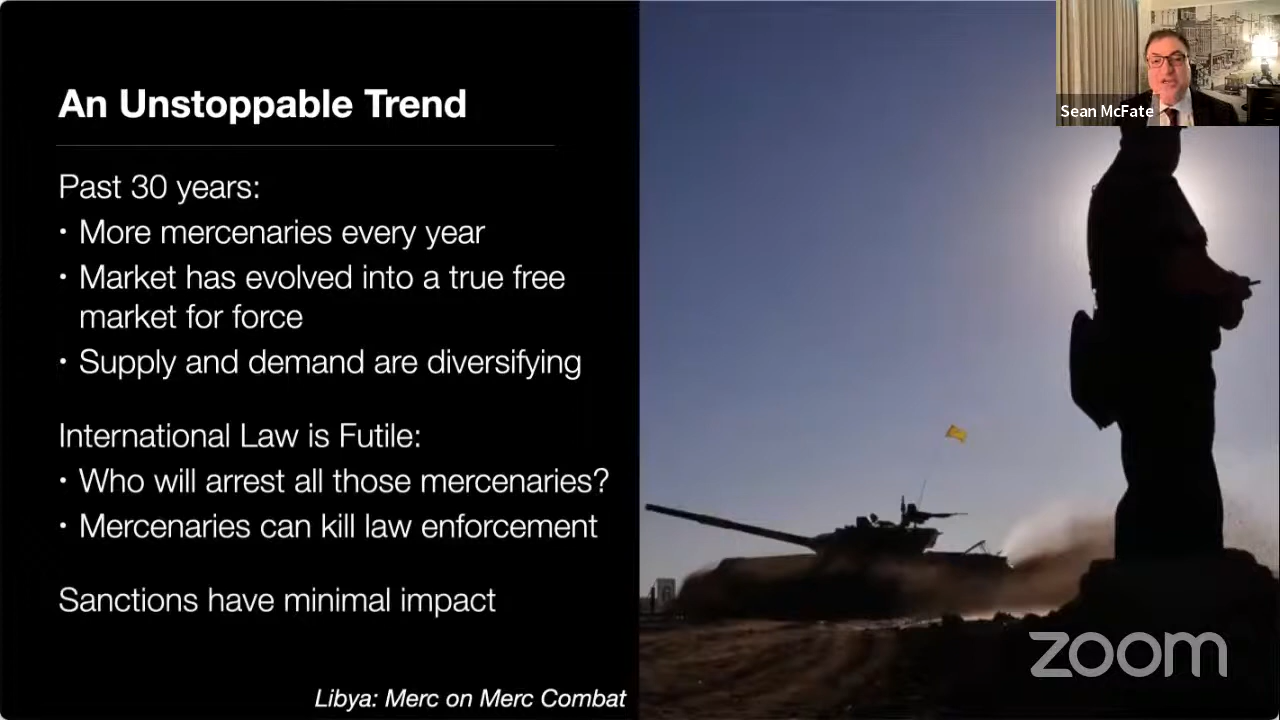 An Unstoppable Trend
Past 30 years:
• More mercenaries every year
• Market has evolved into a true free
market for force
• Supply and demand are diversifying
International Law is Futile:
• Who will arrest all those mercenaries?
• Mercenaries can kill law enforcement
Sanctions have minimal impact
Libya: Merc on Merc Combat
Sean McFate
zoom